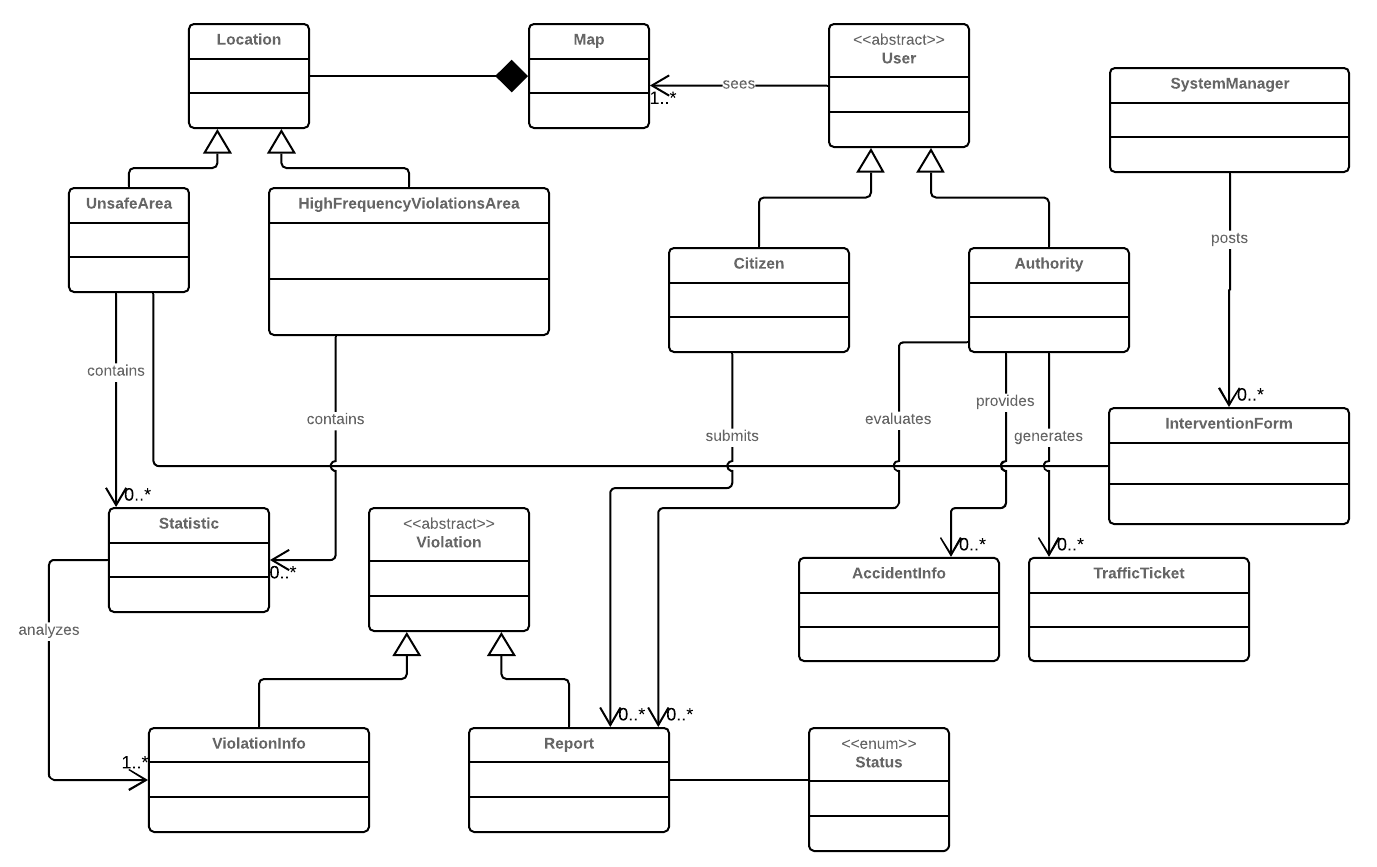 Location
Map
<<abstract>>
User
SystemManager
sees
1..*
UnsafeArea
HighFrequencyViolationsArea
posts
Citizen
Authority
contains
contains
submits
evaluates
provides
generates
0..*
InterventionForm
0..*
Statistic
<<abstract>>
Violation
0..*
0..*
0..*
AccidentInfo
TrafficTicket
analyzes
0..*
0..*
1..*
ViolationInfo
Report
<<enum>>
Status